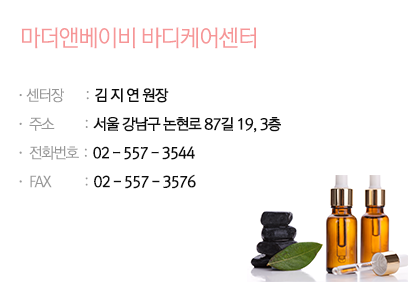 마더앤베이비 바디케어센터
· 센터장 : 김 지 연 원장
· 주소 : 서울 강남구 논현로 87길 19, 3층
· 전화번호 : 02 - 557 - 3544
· FAX : 02 - 557 - 3576